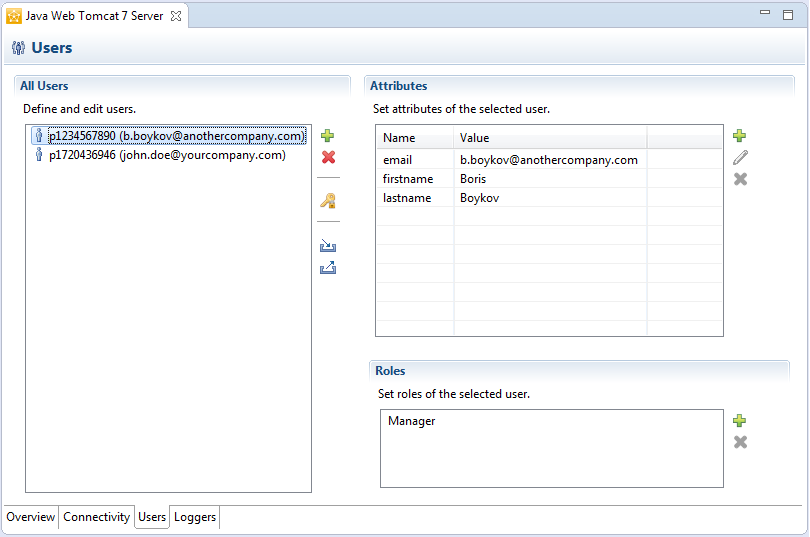 Java Web Tomcat 7 Server
Users
All Users
Define and edit users.
p1234567890 (b.boykov@anothercompany.com)
p1720436946 (john.doe@yourcompany.com)
Attributes
Set attributes of the selected user.
Name Value
email b.boykov@anothercompany.com
firstname Boris
lastname Boykov
Roles
Set roles of the selected user.
Manager
Overview Connectivity Users Loggers